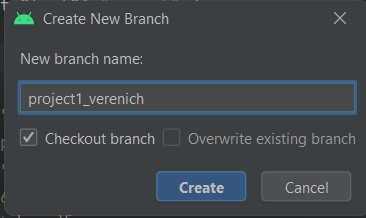 Create New Branch
New branch name:
project1_verenich
Checkout branch Overwrite existing branch
Create Cancel